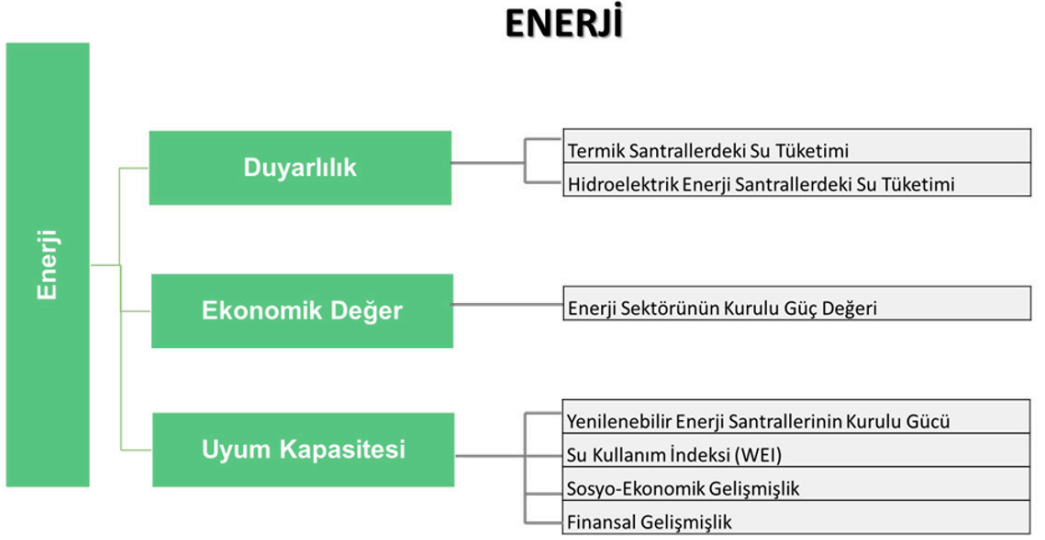 ENERJİ
Enerji
Duyarlılık
Termik Santrallerdeki Su Tüketimi
Hidroelektrik Enerji Santrallerdeki Su Tüketimi
Ekonomik Değer
Enerji Sektörünün Kurulu Güç Değeri
Uyum Kapasitesi
Yenilenebilir Enerji Santrallerinin Kurulu Gücü
Su Kullanım İndeksi (WEI)
Sosyo-Ekonomik Gelişmişlik
Finansal Gelişmişlik